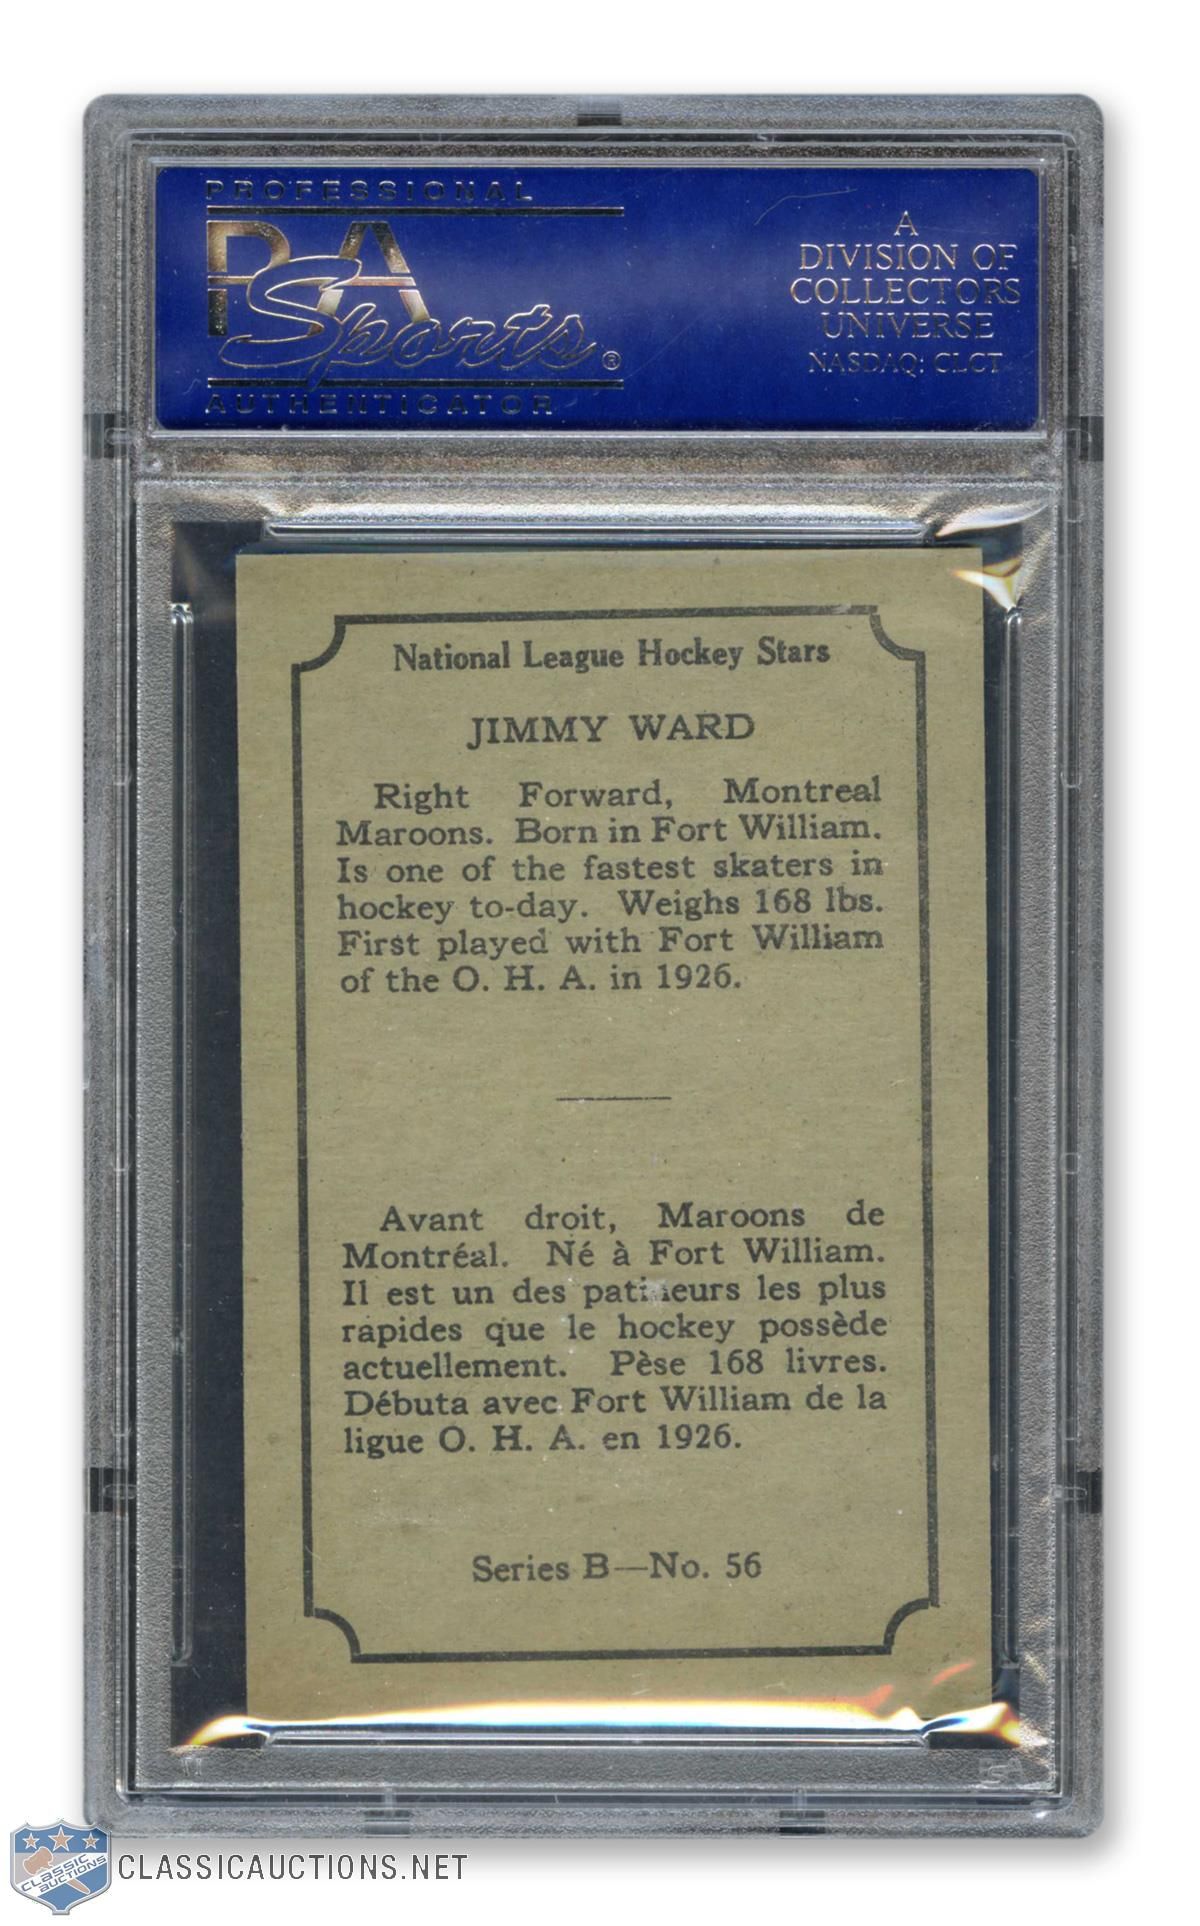 PROFESSIONAL
PSA
Sports®
AUTHENTICATOR
A
DIVISION OF
COLLECTORS
UNIVERSE
NASDAQ: CLCT
National League Hockey Stars
JIMMY WARD
Right Forward, Montreal
Maroons. Born in Fort William.
Is one of the fastest skaters in
hockey to-day. Weighs 168 lbs.
First played with Fort William
of the O. H. A. in 1926.
Avant droit, Maroons de
Montréal. Né à Fort William.
Il est un des patineurs les plus
rapides que le hockey possède
actuellement. Pèse 168 livres.
Débuta avec Fort William de la
ligue O. H. A. en 1926.
Series B—No. 56
PSA
CLASSIC
AUCTIONS
CLASSICAUCTIONS.NET